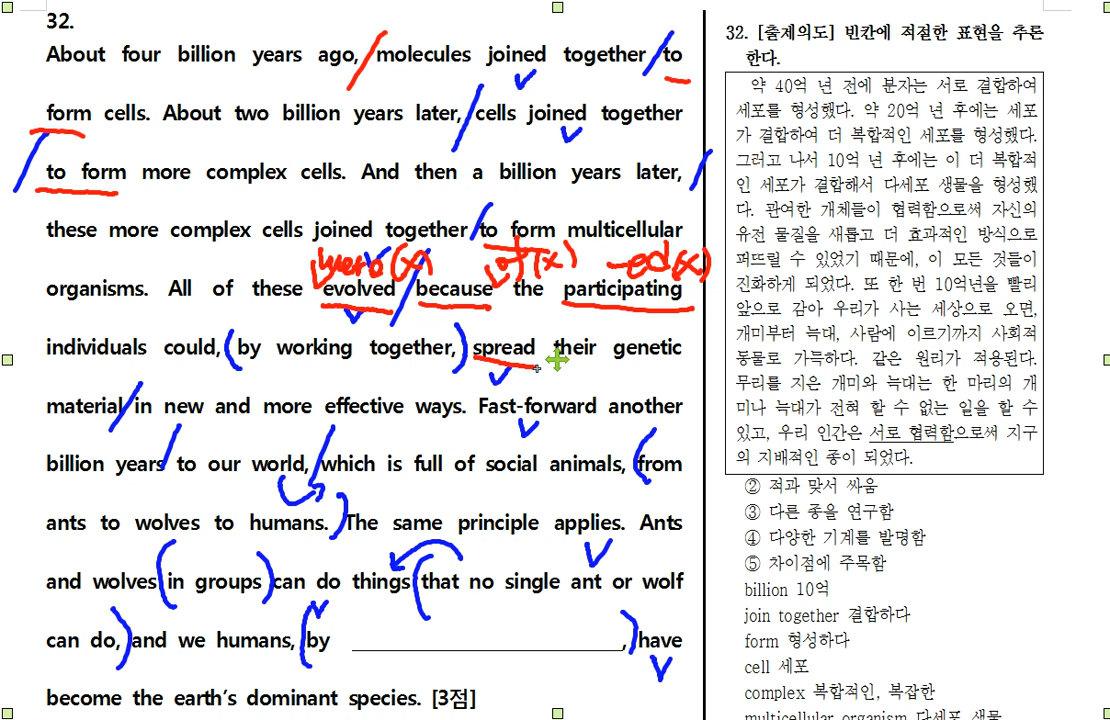 32.
About four billion years ago, molecules joined together to
form cells. About two billion years later, cells joined together
to form more complex cells. And then a billion years later,
these more complex cells joined together to form multicellular
were (x) of (x) -ed (x)
organisms. All of these evolved because the participating
individuals could, by working together, spread their genetic
material in new and more effective ways. Fast-forward another
billion years to our world, which is full of social animals, from
ants to wolves to humans. The same principle applies. Ants
and wolves in groups can do things that no single ant or wolf
can do, and we humans, by ____________, have
become the earth's dominant species. [3점]
32. [출제의도] 빈칸에 적절한 표현을 추론
한다.
약 40억 년 전에 분자는 서로 결합하여
세포를 형성했다. 약 20억 년 후에는 세포
가 결합하여 더 복합적인 세포를 형성했다.
그러고 나서 10억 년 후에는 이 더 복합적
인 세포가 결합해서 다세포 생물을 형성했
다. 관여한 개체들이 협력함으로써 자신의
유전 물질을 새롭고 더 효과적인 방식으로
퍼뜨릴 수 있었기 때문에, 이 모든 것들이
진화하게 되었다. 또 한 번 10억년을 빨리
앞으로 감아 우리가 사는 세상으로 오면,
개미부터 늑대, 사람에 이르기까지 사회적
동물로 가득하다. 같은 원리가 적용된다.
무리를 지은 개미와 늑대는 한 마리의 개
미나 늑대가 전혀 할 수 없는 일을 할 수
있고, 우리 인간은 서로 협력함으로써 지구
의 지배적인 종이 되었다.
② 적과 맞서 싸움
③ 다른 종을 연구함
④ 다양한 기계를 발명함
⑤ 차이점에 주목함
billion 10억
join together 결합하다
form 형성하다
cell 세포
complex 복합적인, 복잡한
multicellular organism 다세포 생물